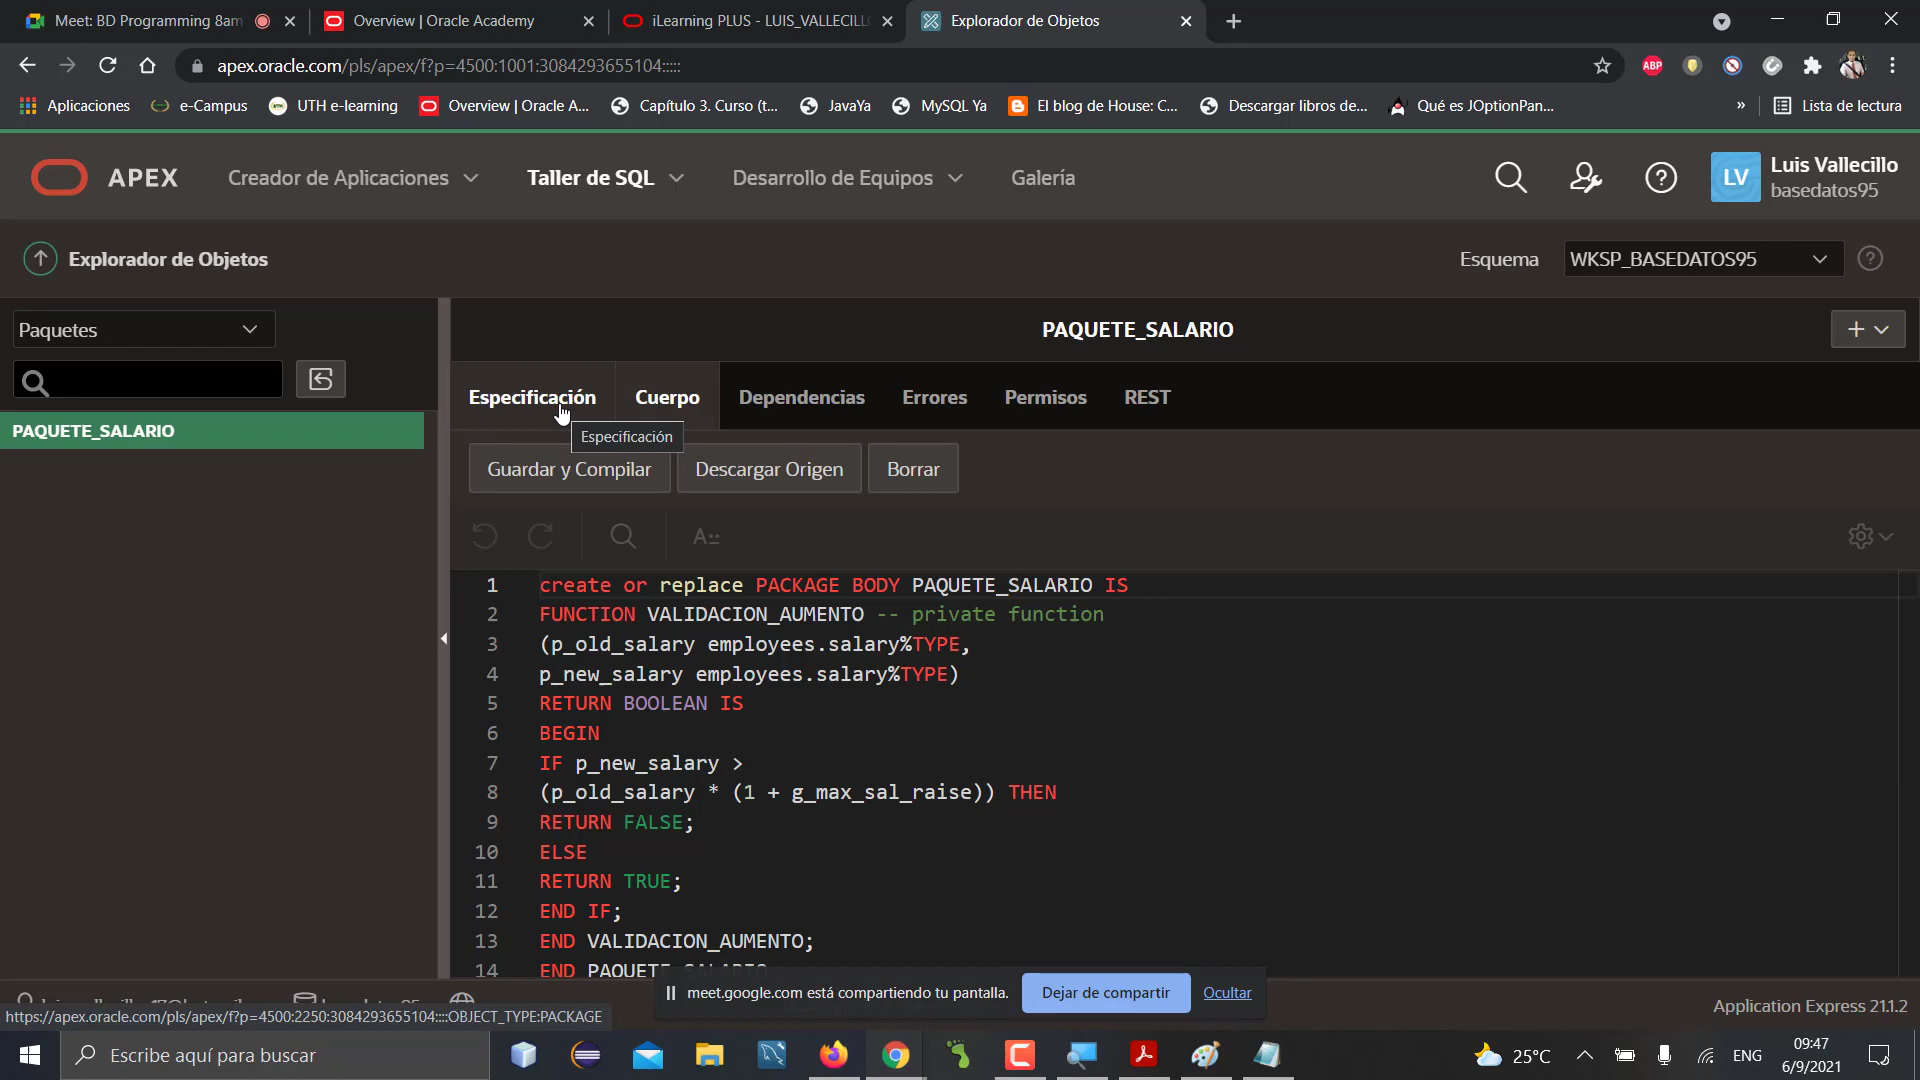 Meet: BD Programming 8am
Overview | Oracle Academy
iLearning PLUS - LUIS_VALLECILL
Explorador de Objetos
apex.oracle.com/pls/apex/f?p=4500:1001:3084293655104:::::
ABP
Aplicaciones
e-Campus
UTH e-learning
Overview | Oracle A...
Capítulo 3. Curso (t...
JavaYa
MySQL Ya
El blog de House: C...
Descargar libros de...
Qué es JOptionPan...
»
Lista de lectura
APEX
Creador de Aplicaciones
Taller de SQL
Desarrollo de Equipos
Galería
LV
Luis Vallecillo
basedatos95
Explorador de Objetos
Esquema
WKSP_BASEDATOS95
Paquetes
PAQUETE_SALARIO
PAQUETE_SALARIO
Especificación
Cuerpo
Dependencias
Errores
Permisos
REST
Especificación
Guardar y Compilar
Descargar Origen
Borrar
1 create or replace PACKAGE BODY PAQUETE_SALARIO IS
2 FUNCTION VALIDACION_AUMENTO -- private function
3 (p_old_salary employees.salary%TYPE,
4 p_new_salary employees.salary%TYPE)
5 RETURN BOOLEAN IS
6 BEGIN
7 IF p_new_salary >
8 (p_old_salary * (1 + g_max_sal_raise)) THEN
9 RETURN FALSE;
10 ELSE
11 RETURN TRUE;
12 END IF;
13 END VALIDACION_AUMENTO;
14 END PAQUETE_SALARIO
meet.google.com está compartiendo tu pantalla.
Dejar de compartir
Ocultar
Application Express 21.1.2
https://apex.oracle.com/pls/apex/f?p=4500:2250:3084293655104::::OBJECT_TYPE:PACKAGE
Escribe aquí para buscar
25°C
ENG
09:47
6/9/2021